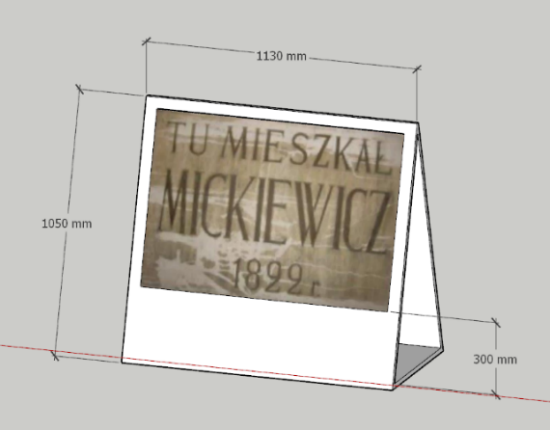 1130 mm
TU MIESZKAŁ
1050 mm
MICKIEWICZ
1822 r.
300 mm